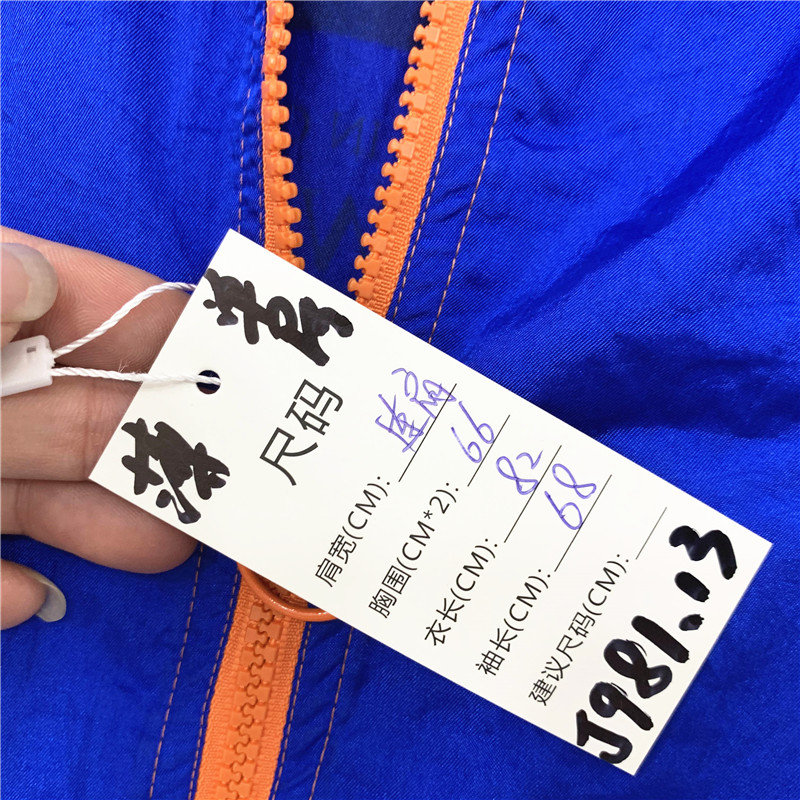 尺码
肩宽(CM): 连肩
胸围(CM*2): 66
衣长(CM): 82
袖长(CM): 68
建议尺码(CM):
薄
J981.13